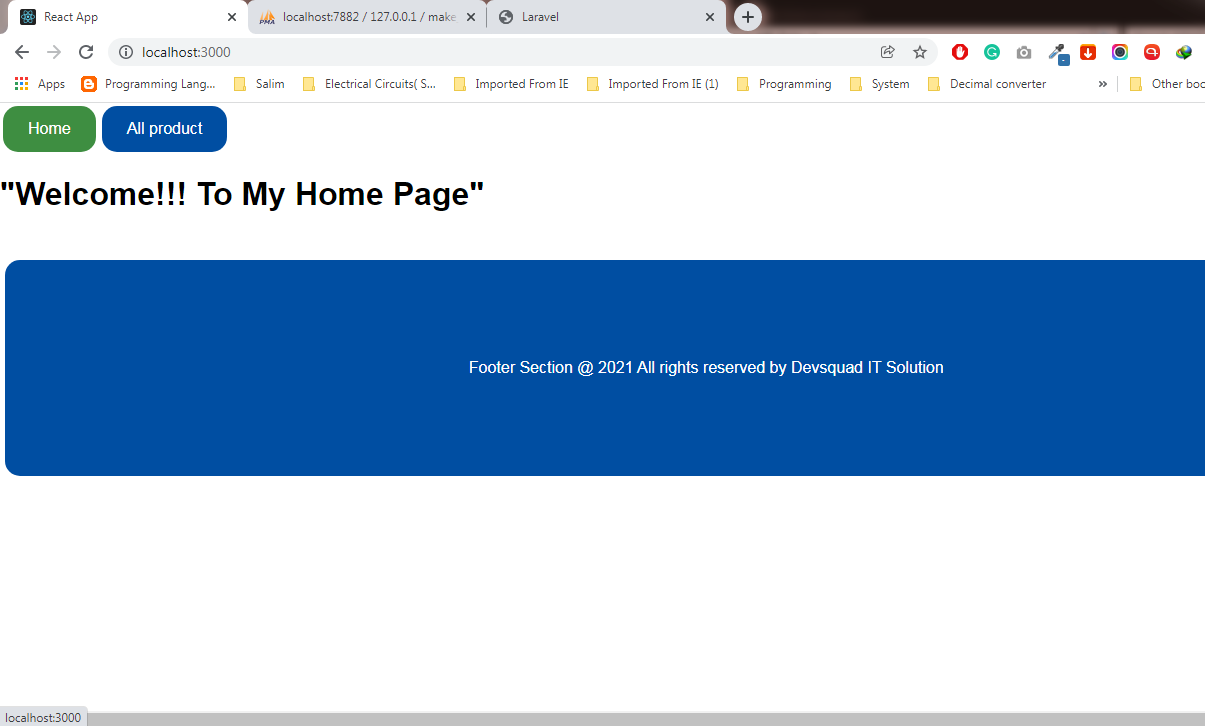 React App
PMA localhost:7882 / 127.0.0.1 / make
Laravel
localhost:3000
Apps Programming Lang... Salim Electrical Circuits( S... Imported From IE Imported From IE (1) Programming System Decimal converter » Other boo
Home All product
"Welcome!!! To My Home Page"
Footer Section @ 2021 All rights reserved by Devsquad IT Solution
localhost:3000